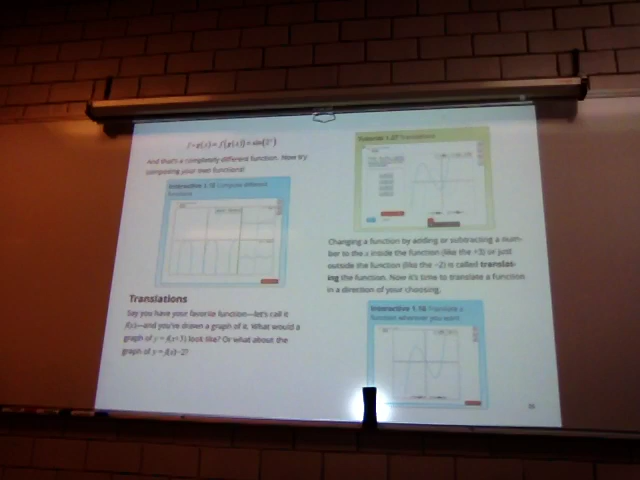 f∘g(x)=f(g(x))=sin(2ˣ)
And that's a completely different function. Now try
composing your own functions!
Interactive 1.15 Compose different
functions
Translations
Say you have your favorite function—let's call it
f(x)—and you've drawn a graph of it. What would a
graph of y = f(x+3) look like? Or what about the
graph of y = f(x)−2?
Tutorial 1.27 Translations
Changing a function by adding or subtracting a num-
ber to the x inside the function (like the +3) or just
outside the function (like the −2) is called translat-
ing the function. Now it's time to translate a function
in a direction of your choosing.
Interactive 1.16 Translate a
function wherever you want